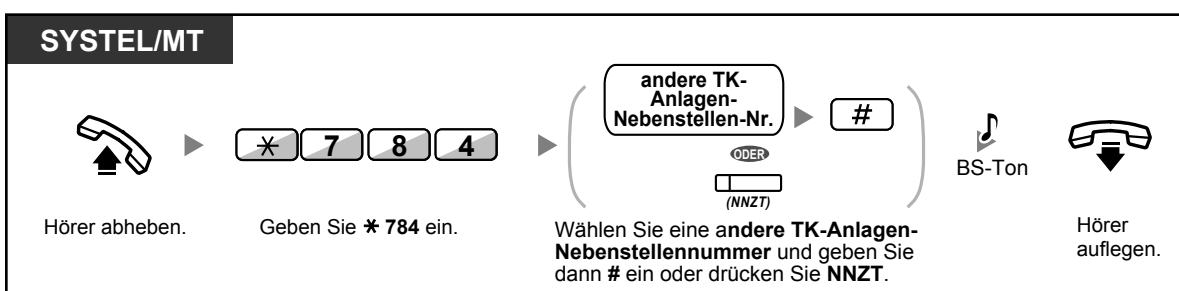 SYSTEL/MT
andere TK-
Anlagen-
Nebenstellen-Nr.
#
* 7 8 4
ODER
(NNZT)
BS-Ton
Hörer abheben.
Geben Sie * 784 ein.
Wählen Sie eine andere TK-Anlagen-
Nebenstellennummer und geben Sie
dann # ein oder drücken Sie NNZT.
Hörer
auflegen.